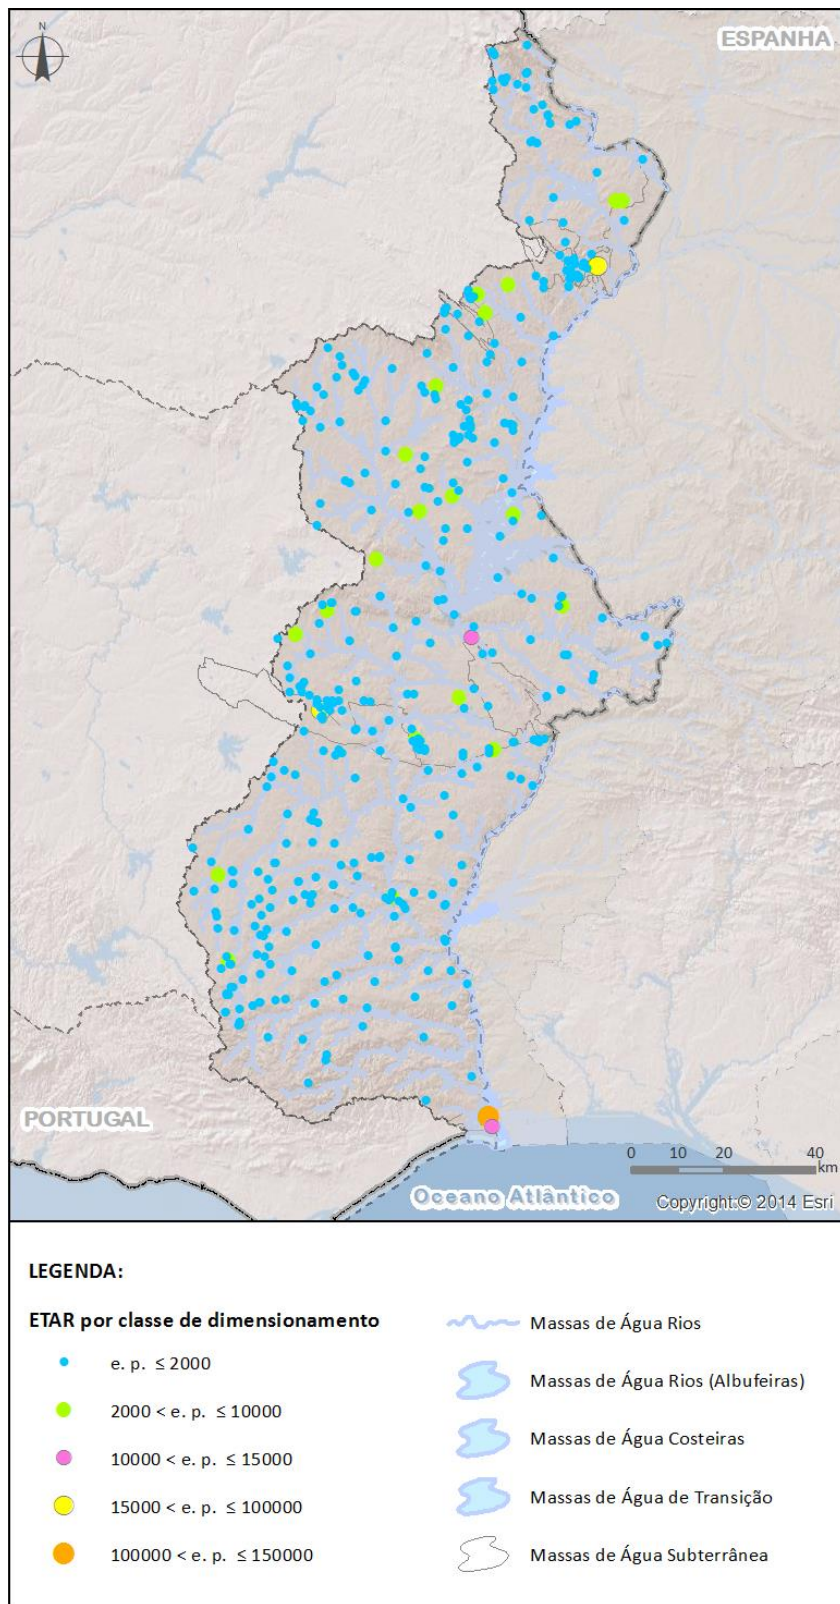 N
ESPANHA
PORTUGAL
0 10 20 40
km
Oceano Atlântico
Copyright:© 2014 Esri
LEGENDA:
ETAR por classe de dimensionamento
e. p. ≤ 2000
2000 < e. p. ≤ 10000
10000 < e. p. ≤ 15000
15000 < e. p. ≤ 100000
100000 < e. p. ≤ 150000
Massas de Água Rios
Massas de Água Rios (Albufeiras)
Massas de Água Costeiras
Massas de Água de Transição
Massas de Água Subterrânea